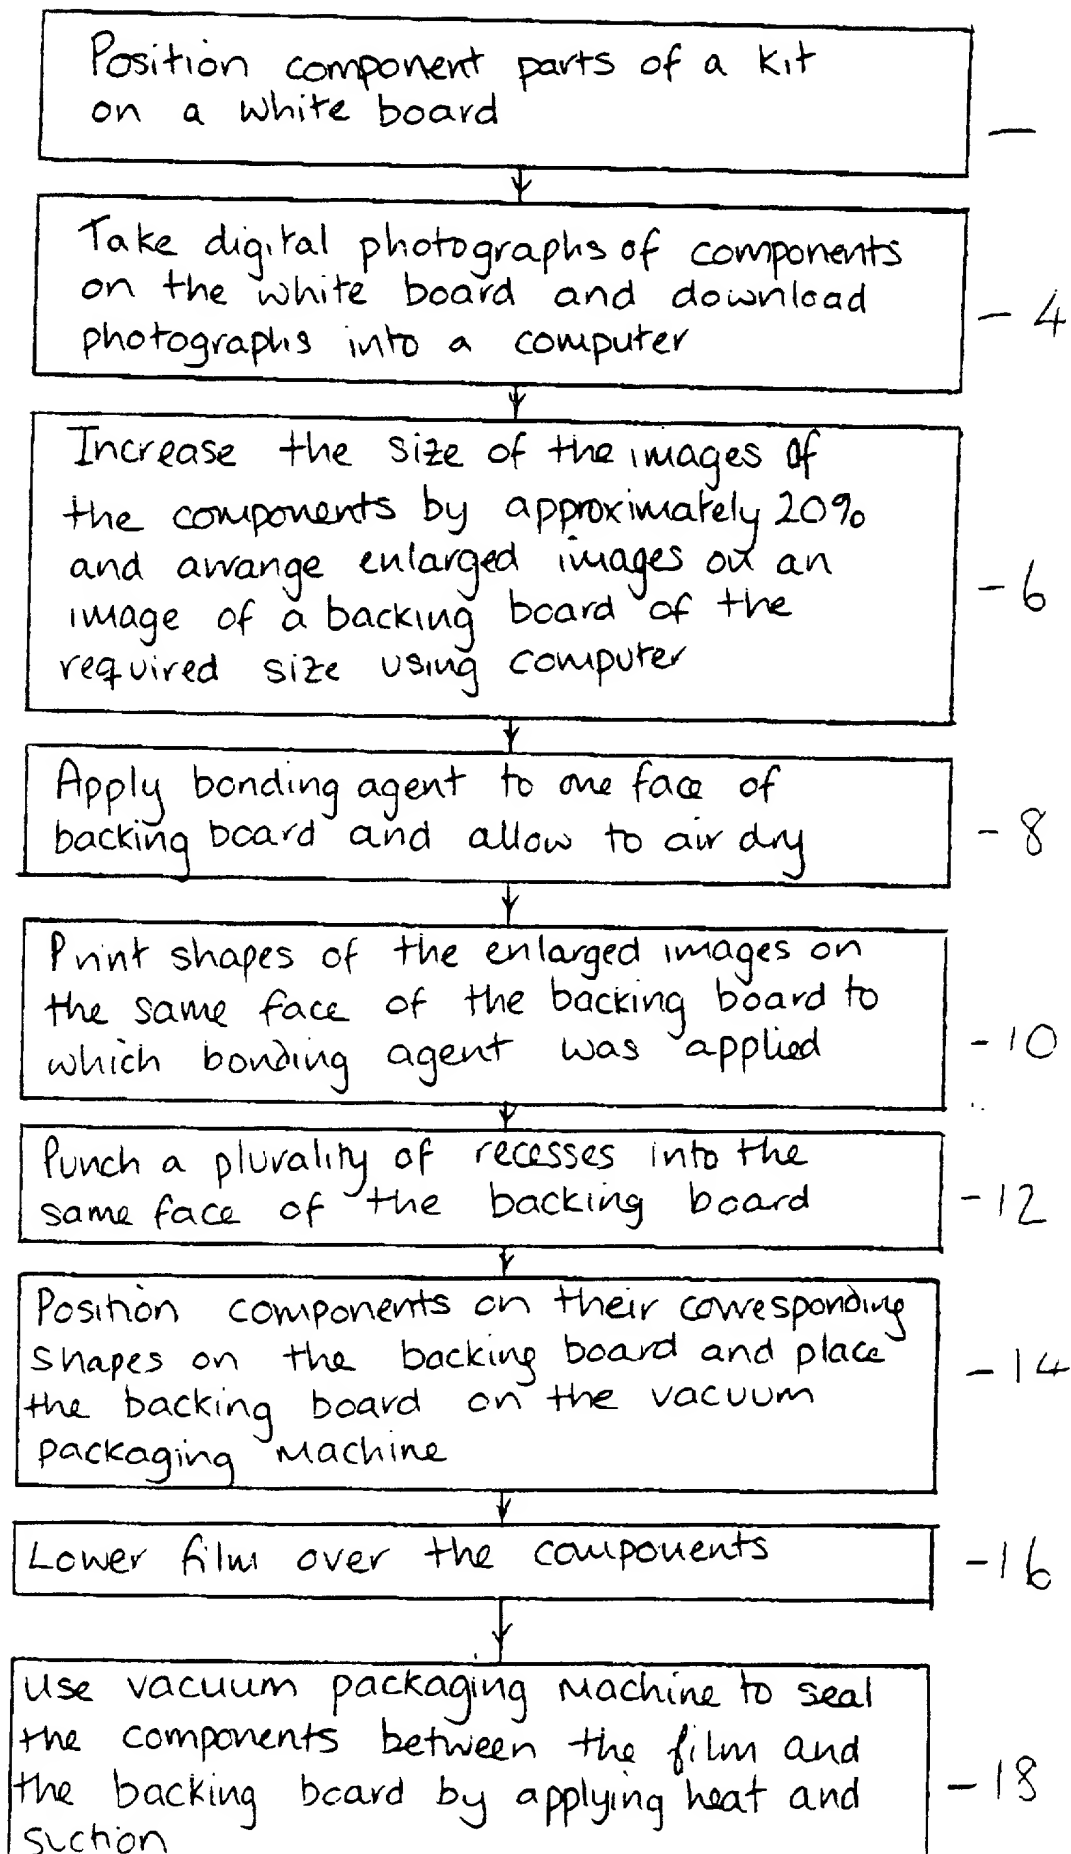 Position component parts of a kit
on a white board
—
Take digital photographs of components
on the white board and download
photographs into a computer
- 4
Increase the size of the images of
the components by approximately 20%
and arrange enlarged images on an
image of a backing board of the
required size using computer
- 6
Apply bonding agent to one face of
backing board and allow to air dry
- 8
Print shapes of the enlarged images on
the same face of the backing board to
which bonding agent was applied
- 10
Punch a plurality of recesses into the
same face of the backing board
- 12
Position components on their corresponding
shapes on the backing board and place
the backing board on the vacuum
packaging machine
- 14
Lower film over the components
- 16
Use vacuum packaging machine to seal
the components between the film and
the backing board by applying heat and
suction
- 18